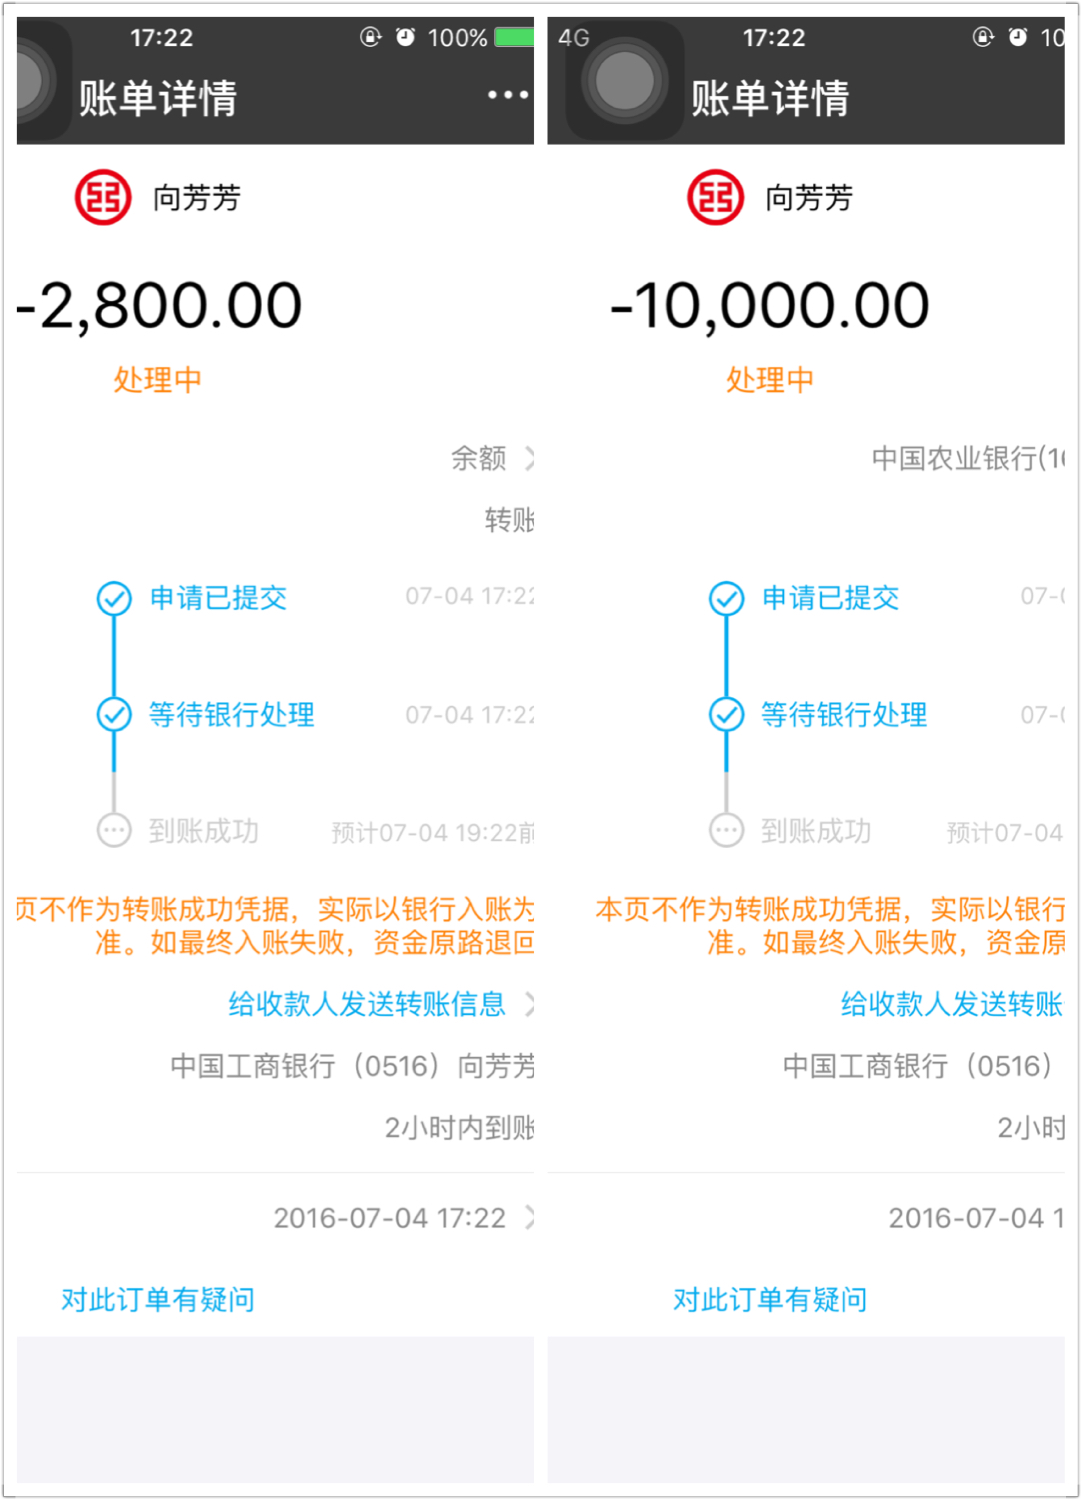 17:22 100%
账单详情
向芳芳
-2,800.00
处理中
余额
转账
申请已提交 07-04 17:22
等待银行处理 07-04 17:22
到账成功 预计07-04 19:22前
页不作为转账成功凭据，实际以银行入账为
准。如最终入账失败，资金原路退回
给收款人发送转账信息
中国工商银行（0516）向芳芳
2小时内到账
2016-07-04 17:22
对此订单有疑问
4G 17:22 10
账单详情
向芳芳
-10,000.00
处理中
中国农业银行(16
申请已提交 07-0
等待银行处理 07-0
到账成功 预计07-04
本页不作为转账成功凭据，实际以银行
准。如最终入账失败，资金原
给收款人发送转账
中国工商银行（0516）
2小时
2016-07-04 1
对此订单有疑问